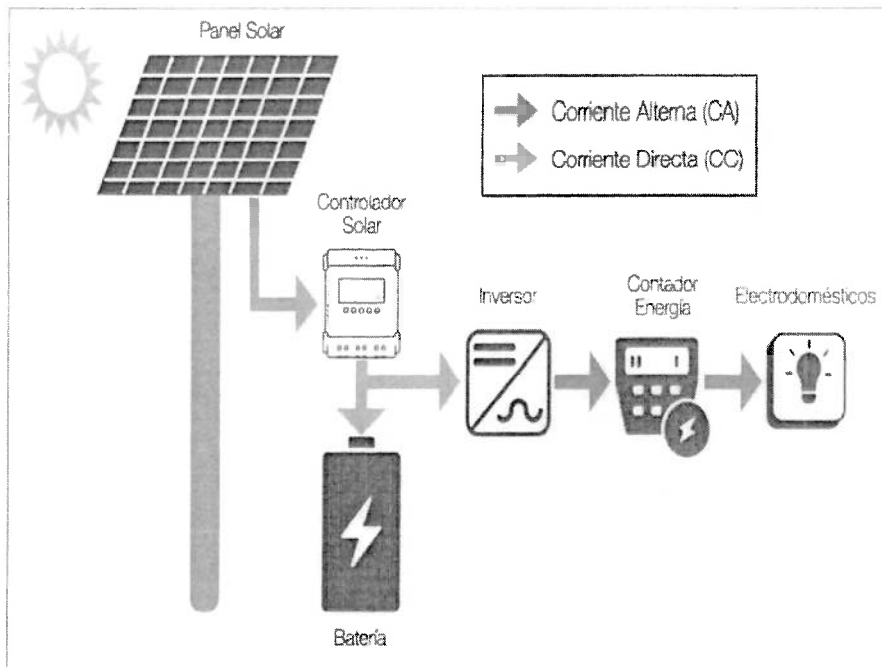 Panel Solar
Corriente Alterna (CA)
Corriente Directa (CC)
Controlador
Solar
Inversor
Contador
Energía
Electrodomésticos
Batería